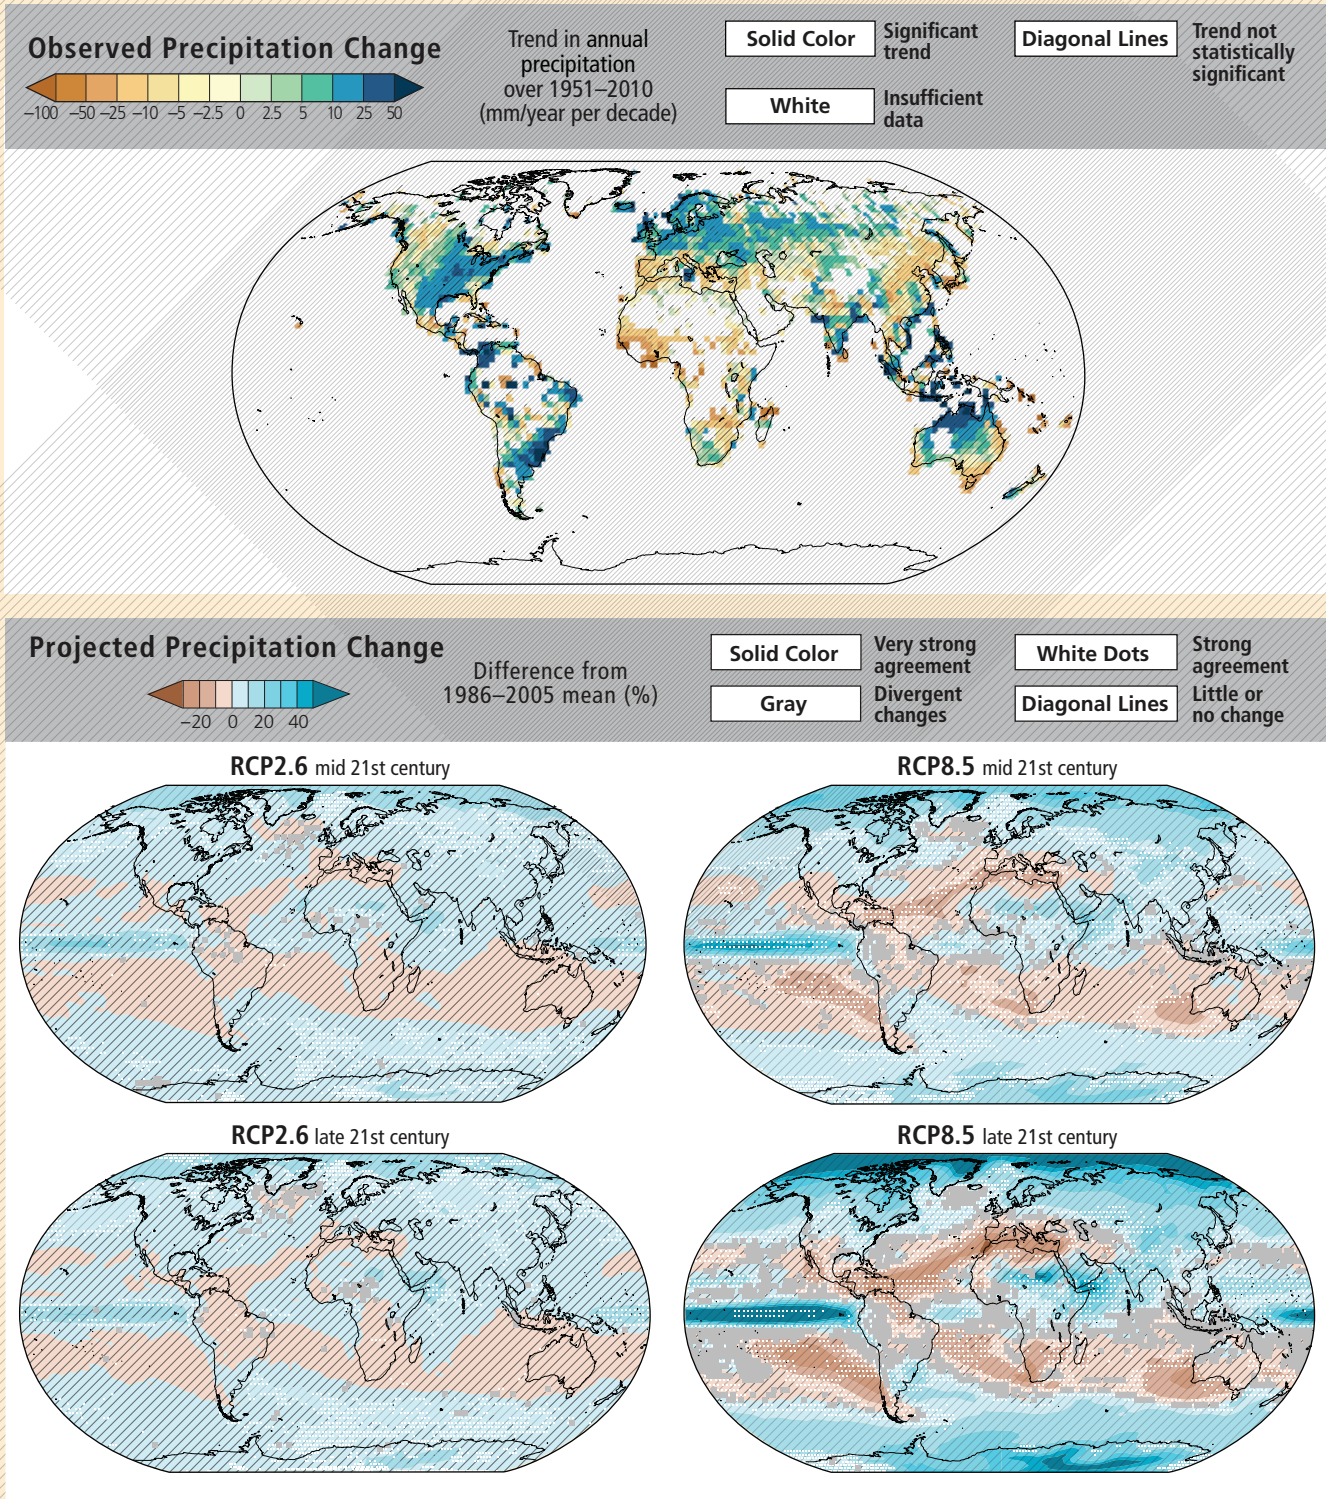 Observed Precipitation Change
–100 –50 –25 –10 –5 –2.5 0 2.5 5 10 25 50
Trend in annual
precipitation
over 1951–2010
(mm/year per decade)
Solid Color
Significant
trend
Diagonal Lines
Trend not
statistically
significant
White
Insufficient
data
Projected Precipitation Change
–20 0 20 40
Difference from
1986–2005 mean (%)
Solid Color
Very strong
agreement
White Dots
Strong
agreement
Gray
Divergent
changes
Diagonal Lines
Little or
no change
RCP2.6 mid 21st century
RCP8.5 mid 21st century
RCP2.6 late 21st century
RCP8.5 late 21st century